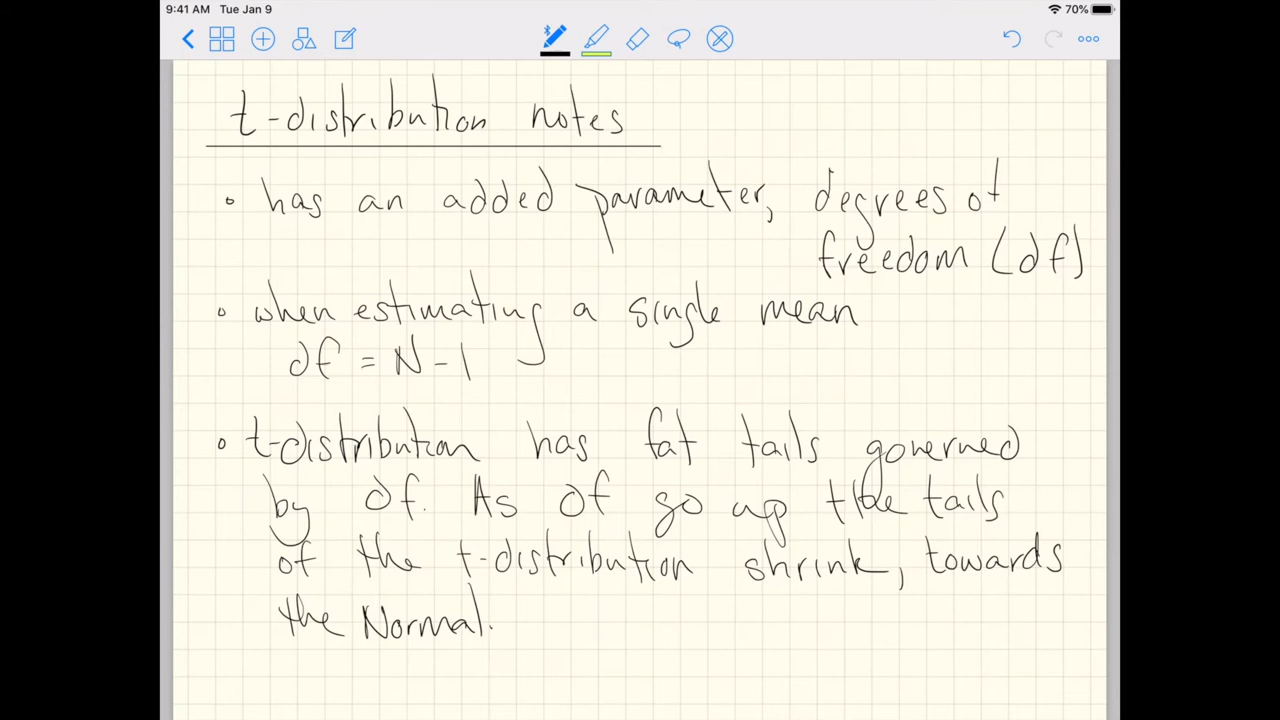 9:41 AM Tue Jan 9 70%
t-distribution notes
• has an added parameter, degrees of
freedom (df)
• when estimating a single mean
df = N - 1
• t-distribution has fat tails governed
by df. As df go up the tails
of the t-distribution shrink, towards
the Normal.